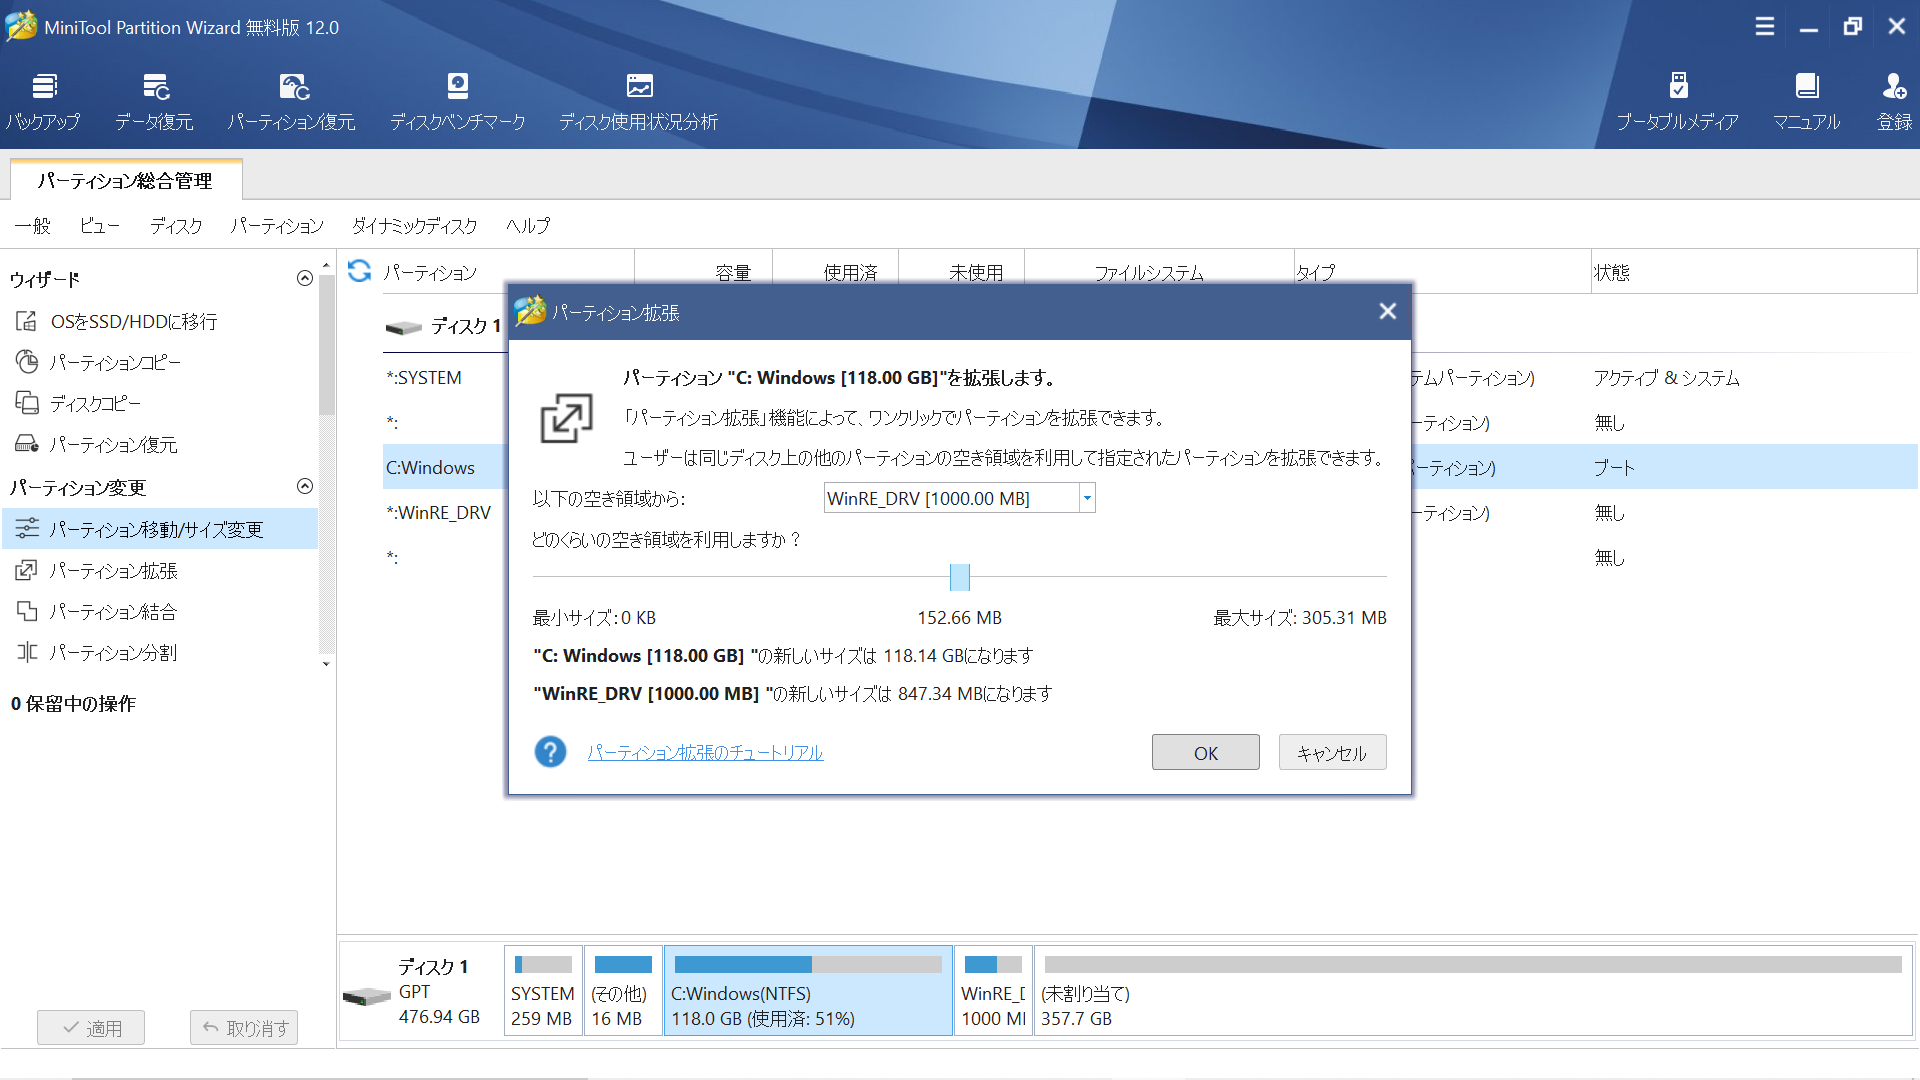 MiniTool Partition Wizard 無料版 12.0
バックアップ
データ復元
パーティション復元
ディスクベンチマーク
ディスク使用状況分析
ブータブルメディア
マニュアル
登録
パーティション総合管理
一般 ビュー ディスク パーティション ダイナミックディスク ヘルプ
ウィザード
OSをSSD/HDDに移行
パーティションコピー
ディスクコピー
パーティション復元
パーティション変更
パーティション移動/サイズ変更
パーティション拡張
パーティション結合
パーティション分割
0 保留中の操作
適用
取り消す
パーティション 容量 使用済 未使用 ファイルシステム タイプ 状態
ディスク 1
*:SYSTEM テムパーティション) アクティブ & システム
*: ーティション) 無し
C:Windows パーティション) ブート
*:WinRE_DRV ーティション) 無し
*: 無し
パーティション拡張
パーティション "C: Windows [118.00 GB]"を拡張します。
「パーティション拡張」機能によって、ワンクリックでパーティションを拡張できます。
ユーザーは同じディスク上の他のパーティションの空き領域を利用して指定されたパーティションを拡張できます。
以下の空き領域から: WinRE_DRV [1000.00 MB]
どのくらいの空き領域を利用しますか？
最小サイズ: 0 KB 152.66 MB 最大サイズ: 305.31 MB
"C: Windows [118.00 GB] "の新しいサイズは 118.14 GBになります
"WinRE_DRV [1000.00 MB] "の新しいサイズは 847.34 MBになります
? パーティション拡張のチュートリアル
OK
キャンセル
ディスク 1
GPT
476.94 GB
SYSTEM
259 MB
(その他)
16 MB
C:Windows(NTFS)
118.0 GB (使用済: 51%)
WinRE_D
1000 MI
(未割り当て)
357.7 GB